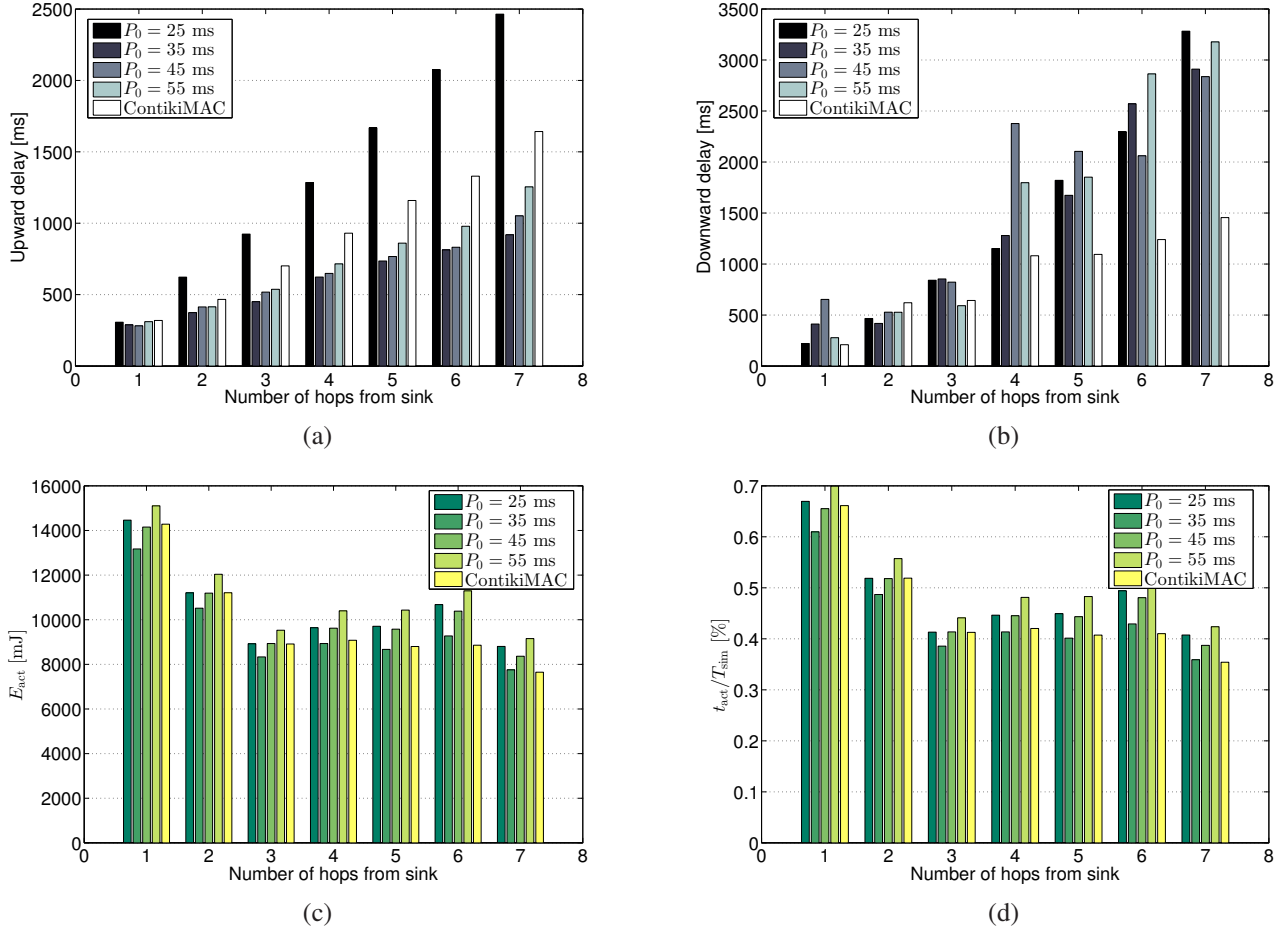 2500
2000
1500
1000
500
0
Upward delay [ms]
P₀ = 25 ms
P₀ = 35 ms
P₀ = 45 ms
P₀ = 55 ms
ContikiMAC
0 1 2 3 4 5 6 7 8
Number of hops from sink
(a)
3500
3000
2500
2000
1500
1000
500
0
Downward delay [ms]
P₀ = 25 ms
P₀ = 35 ms
P₀ = 45 ms
P₀ = 55 ms
ContikiMAC
0 1 2 3 4 5 6 7 8
Number of hops from sink
(b)
16000
14000
12000
10000
8000
6000
4000
2000
0
E_act [mJ]
P₀ = 25 ms
P₀ = 35 ms
P₀ = 45 ms
P₀ = 55 ms
ContikiMAC
0 1 2 3 4 5 6 7 8
Number of hops from sink
(c)
0.7
0.6
0.5
0.4
0.3
0.2
0.1
0
t_act/T_sim [%]
P₀ = 25 ms
P₀ = 35 ms
P₀ = 45 ms
P₀ = 55 ms
ContikiMAC
0 1 2 3 4 5 6 7 8
Number of hops from sink
(d)